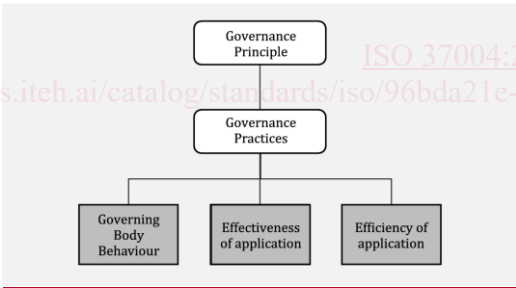 Governance
Principle
ISO 37004:2
s.iteh.ai/catalog/standards/iso/96bda21e-
Governance
Practices
Governing
Body
Behaviour
Effectiveness
of application
Efficiency of
application